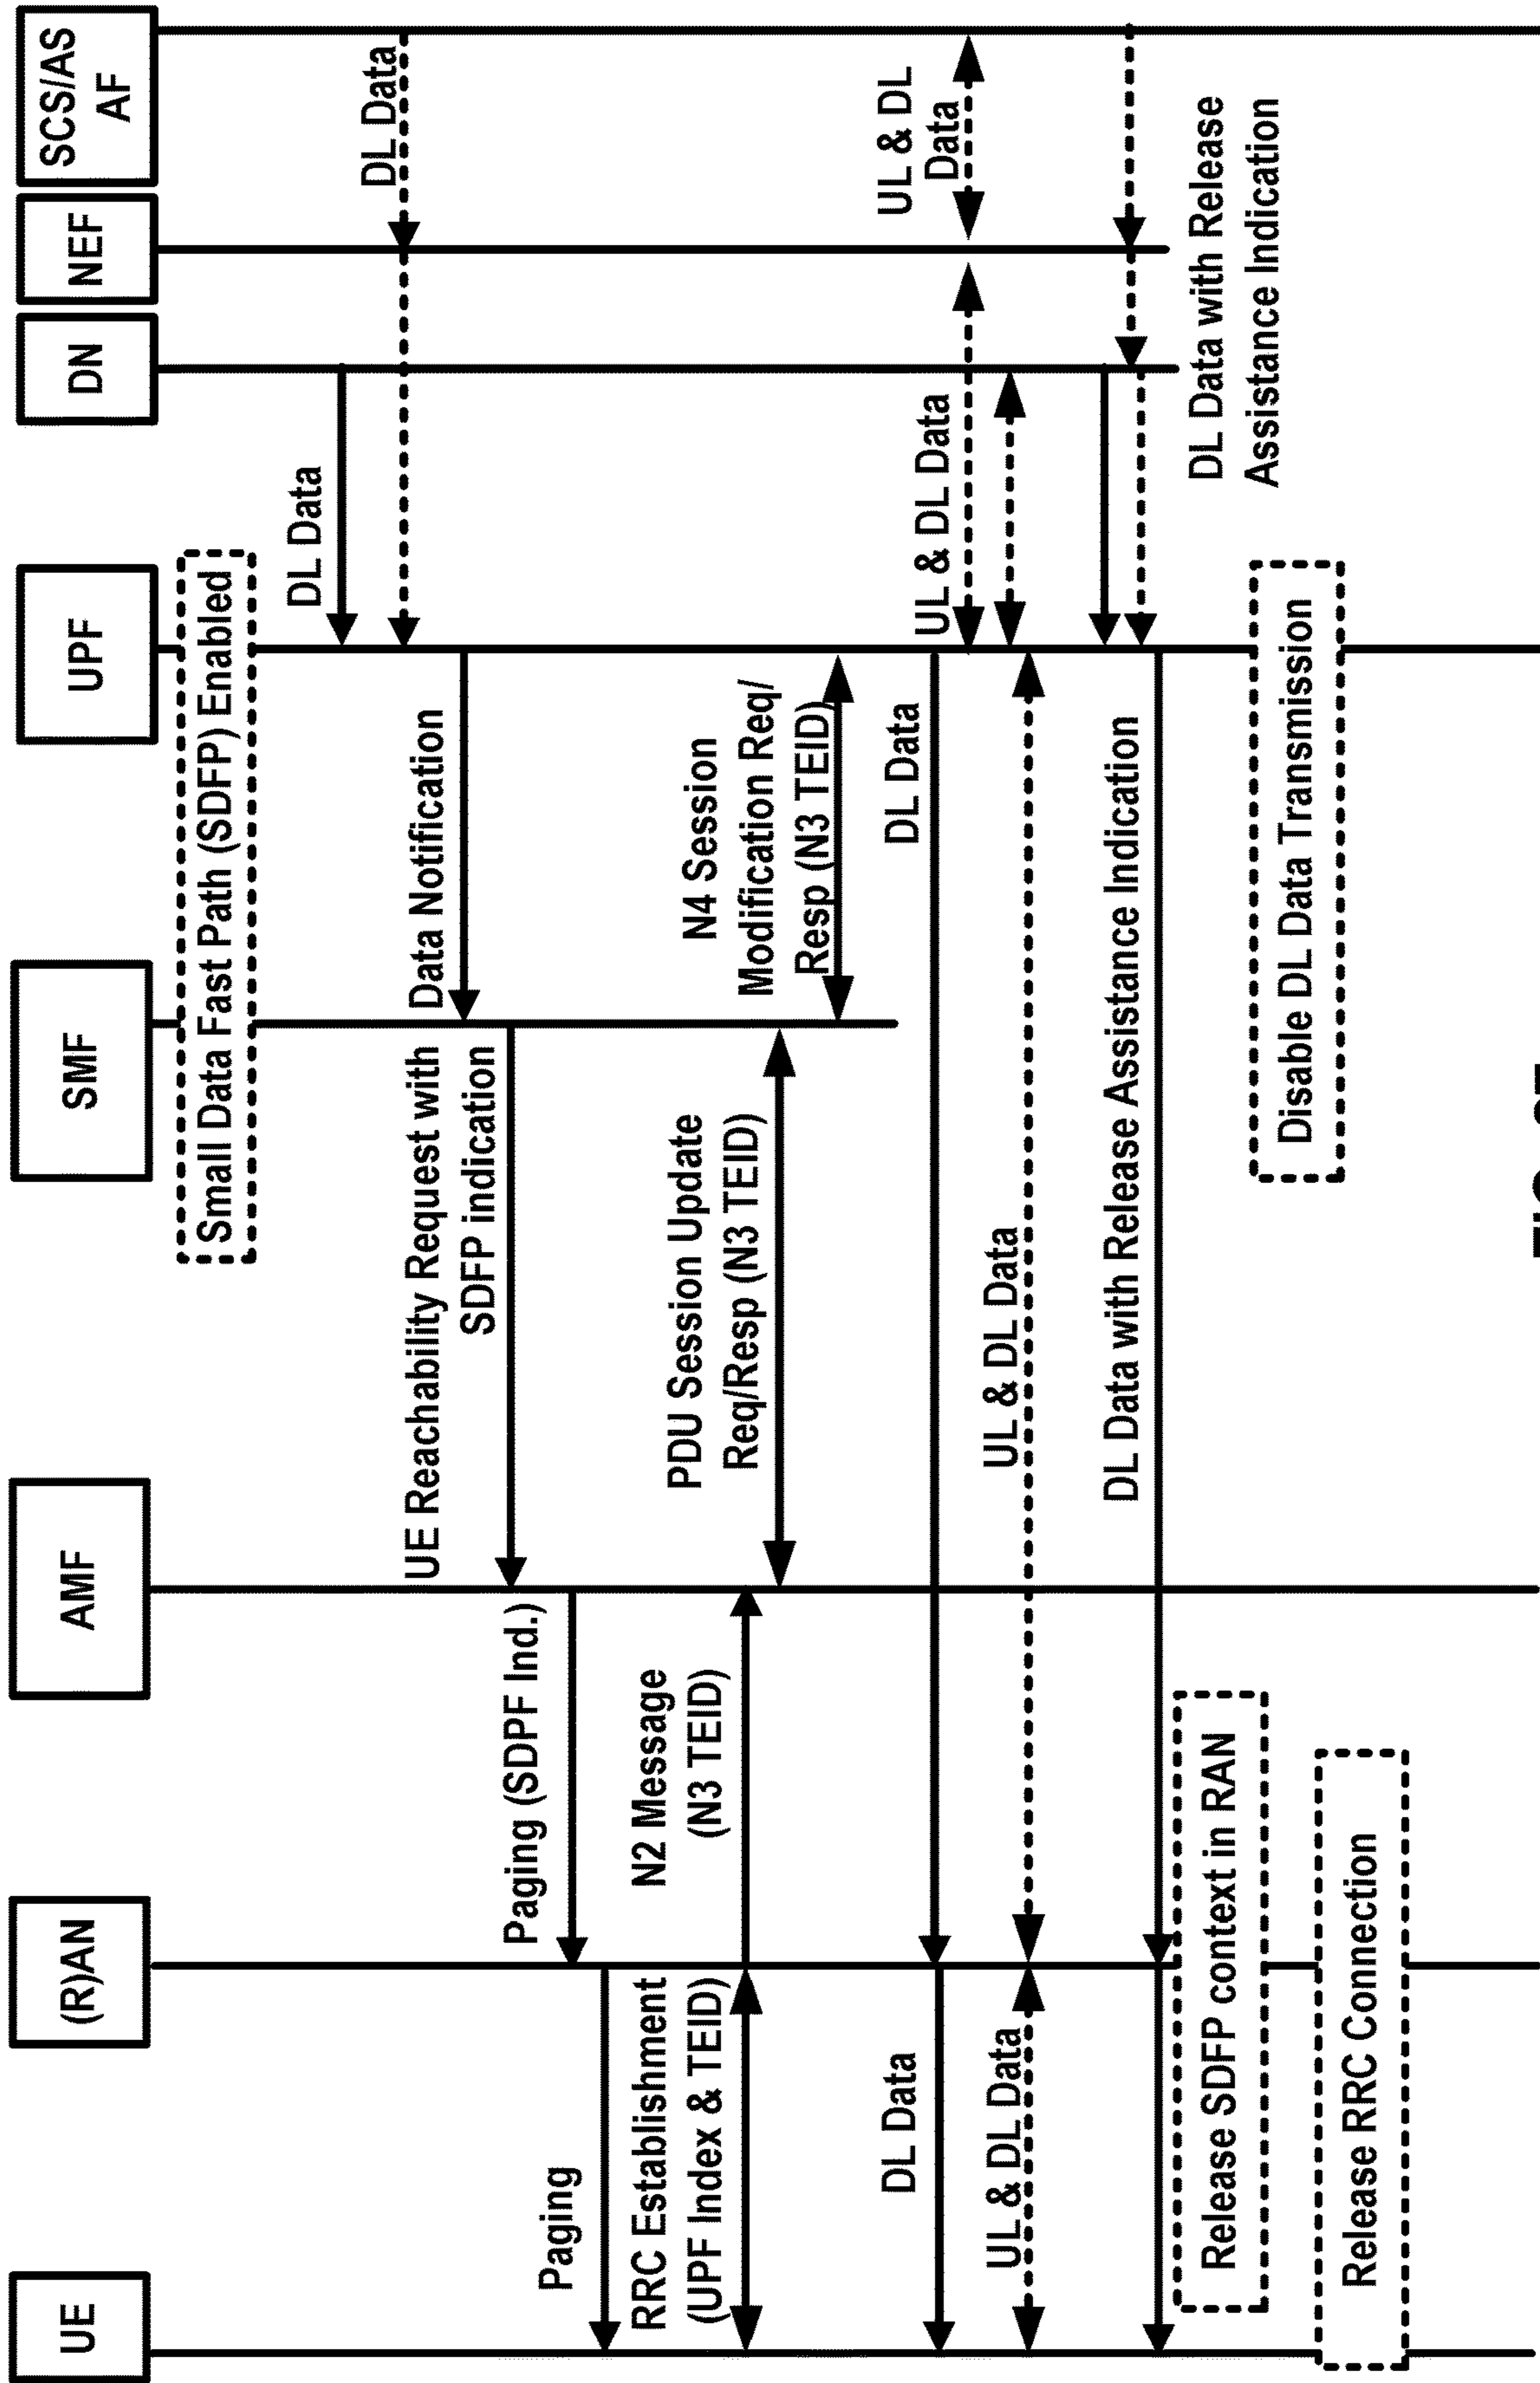 UE
(R)AN
AMF
SMF
UPF
DN
NEF
SCS/AS
AF
Small Data Fast Path (SDFP) Enabled
DL Data
DL Data
Data Notification
UE Reachability Request with
SDFP indication
Paging (SDPF Ind.)
Paging
RRC Establishment
(UPF Index & TEID)
N2 Message
(N3 TEID)
PDU Session Update
Req/Resp (N3 TEID)
N4 Session
Modification Req/
Resp (N3 TEID)
DL Data
DL Data
UL & DL
Data
UL & DL Data
UL & DL Data
UL & DL Data
DL Data with Release Assistance Indication
DL Data with Release
Assistance Indication
Release SDFP context in RAN
Disable DL Data Transmission
Release RRC Connection